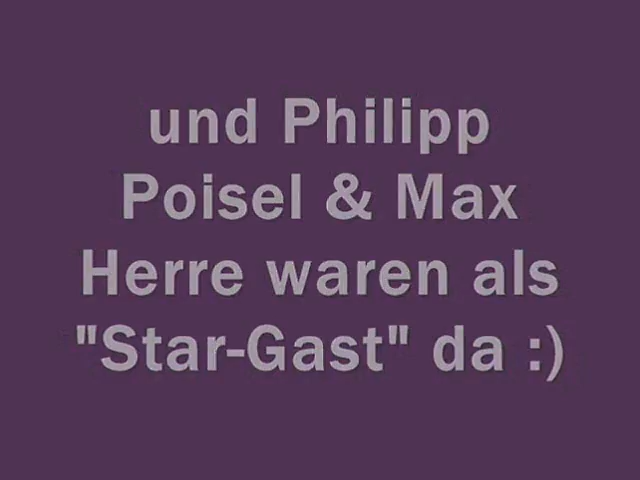 und Philipp
Poisel & Max
Herre waren als
"Star-Gast" da :)